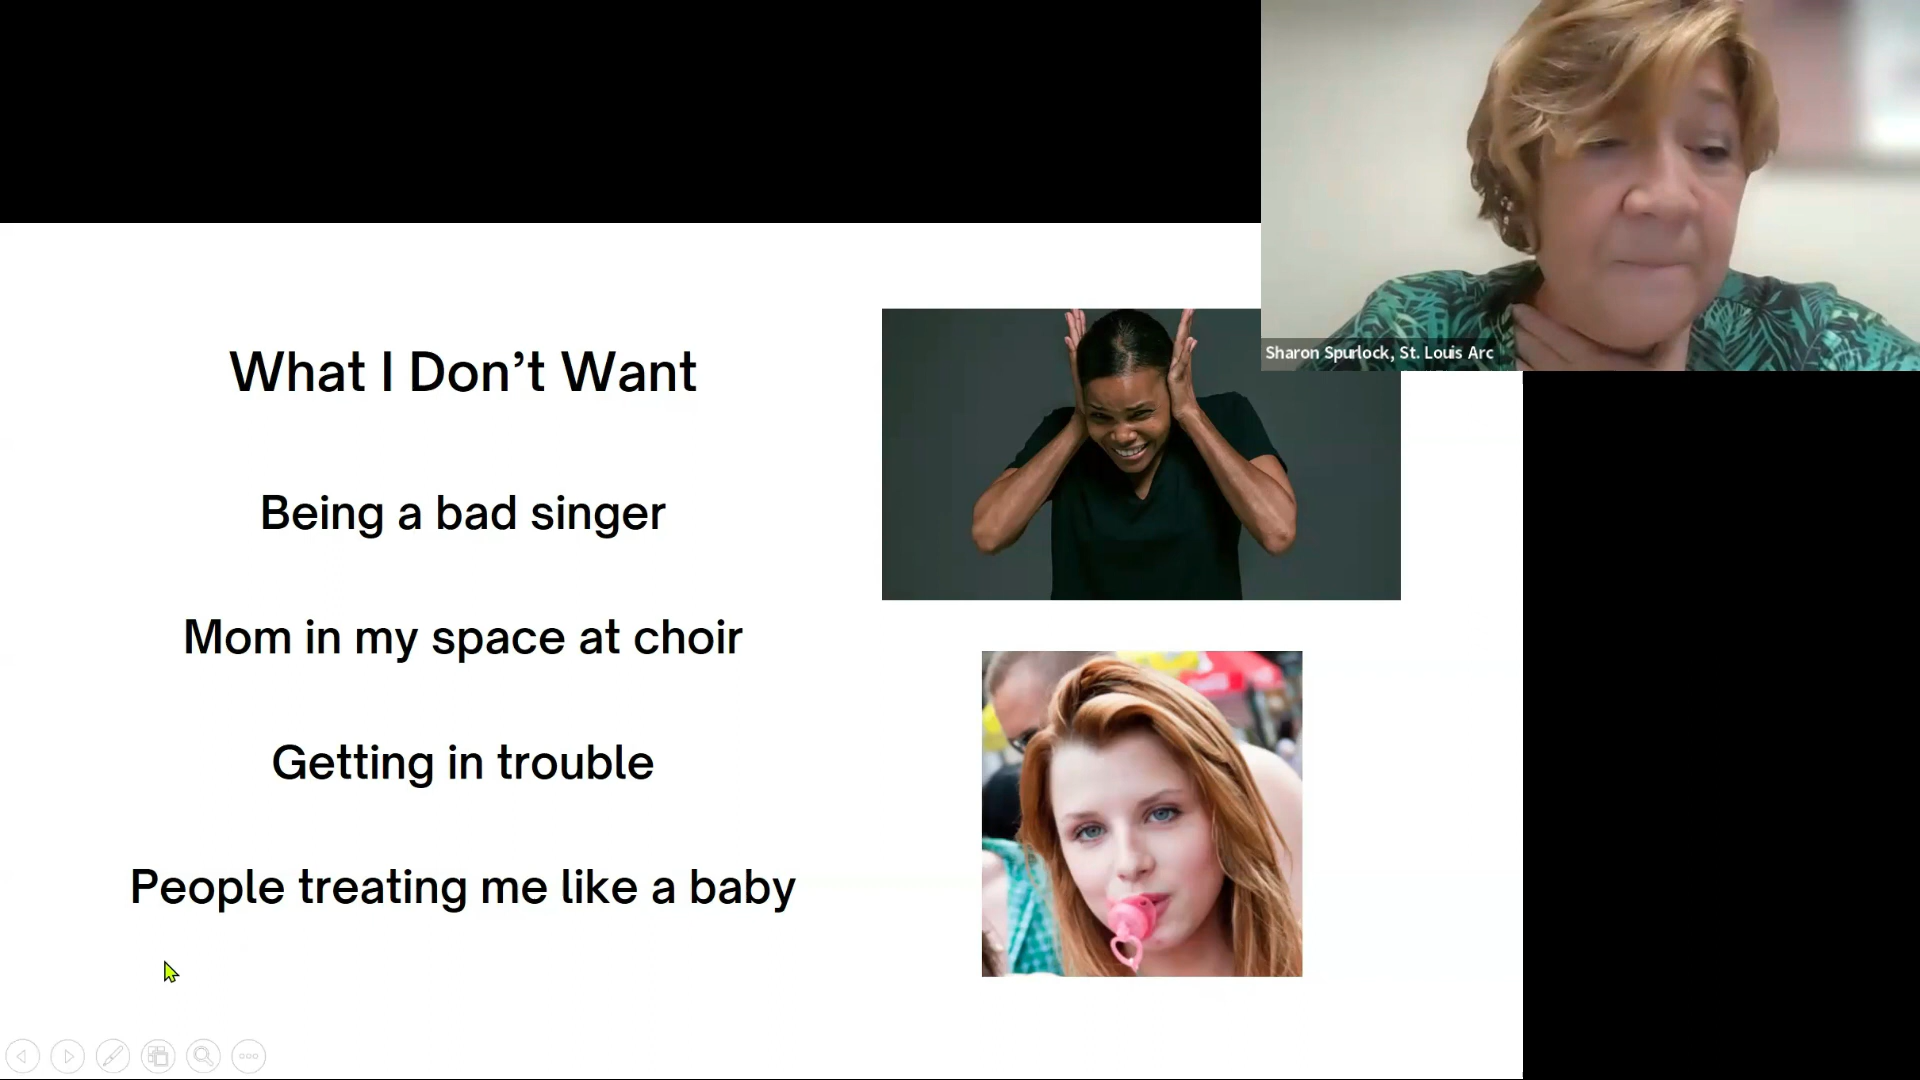 Sharon Spurlock, St. Louis Arc
What I Don’t Want
Being a bad singer
Mom in my space at choir
Getting in trouble
People treating me like a baby